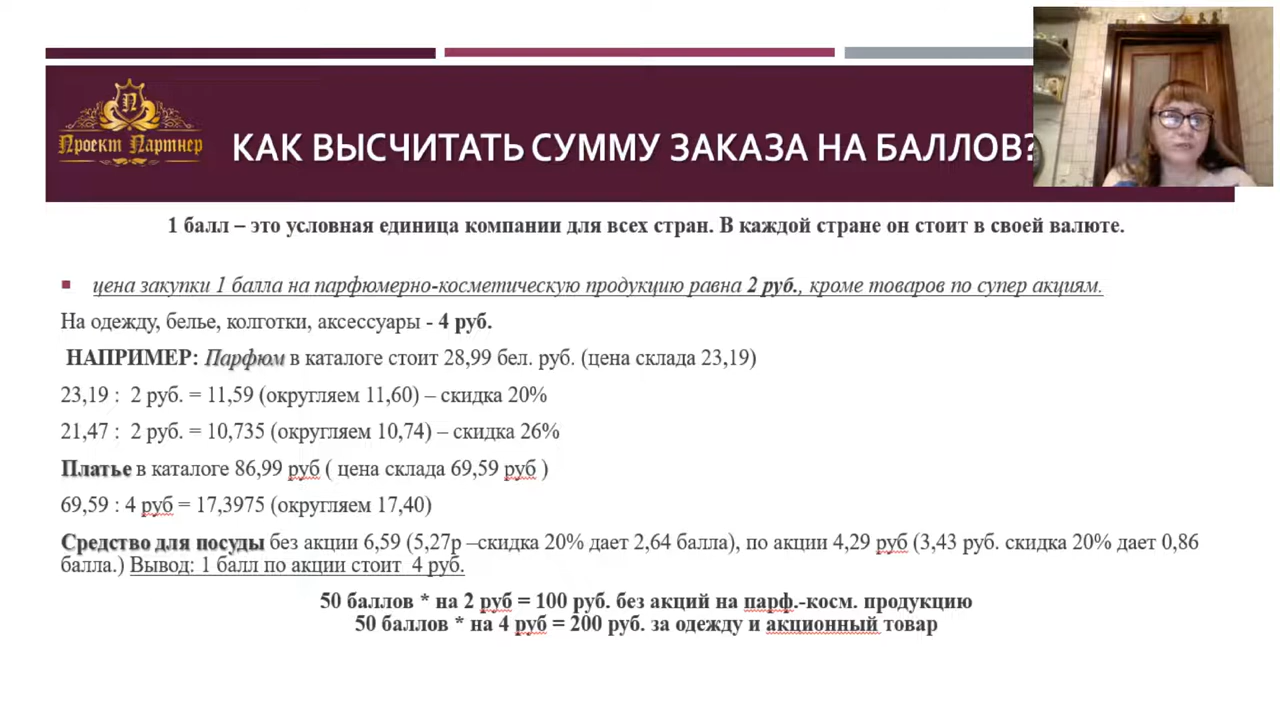 Проект Партнер
КАК ВЫСЧИТАТЬ СУММУ ЗАКАЗА НА БАЛЛОВ?
1 балл – это условная единица компании для всех стран. В каждой стране он стоит в своей валюте.
цена закупки 1 балла на парфюмерно-косметическую продукцию равна 2 руб., кроме товаров по супер акциям.
На одежду, белье, колготки, аксессуары - 4 руб.
НАПРИМЕР: Парфюм в каталоге стоит 28,99 бел. руб. (цена склада 23,19)
23,19 : 2 руб. = 11,59 (округляем 11,60) – скидка 20%
21,47 : 2 руб. = 10,735 (округляем 10,74) – скидка 26%
Платье в каталоге 86,99 руб ( цена склада 69,59 руб )
69,59 : 4 руб = 17,3975 (округляем 17,40)
Средство для посуды без акции 6,59 (5,27р –скидка 20% дает 2,64 балла), по акции 4,29 руб (3,43 руб. скидка 20% дает 0,86
балла.) Вывод: 1 балл по акции стоит 4 руб.
50 баллов * на 2 руб = 100 руб. без акций на парф.-косм. продукцию
50 баллов * на 4 руб = 200 руб. за одежду и акционный товар